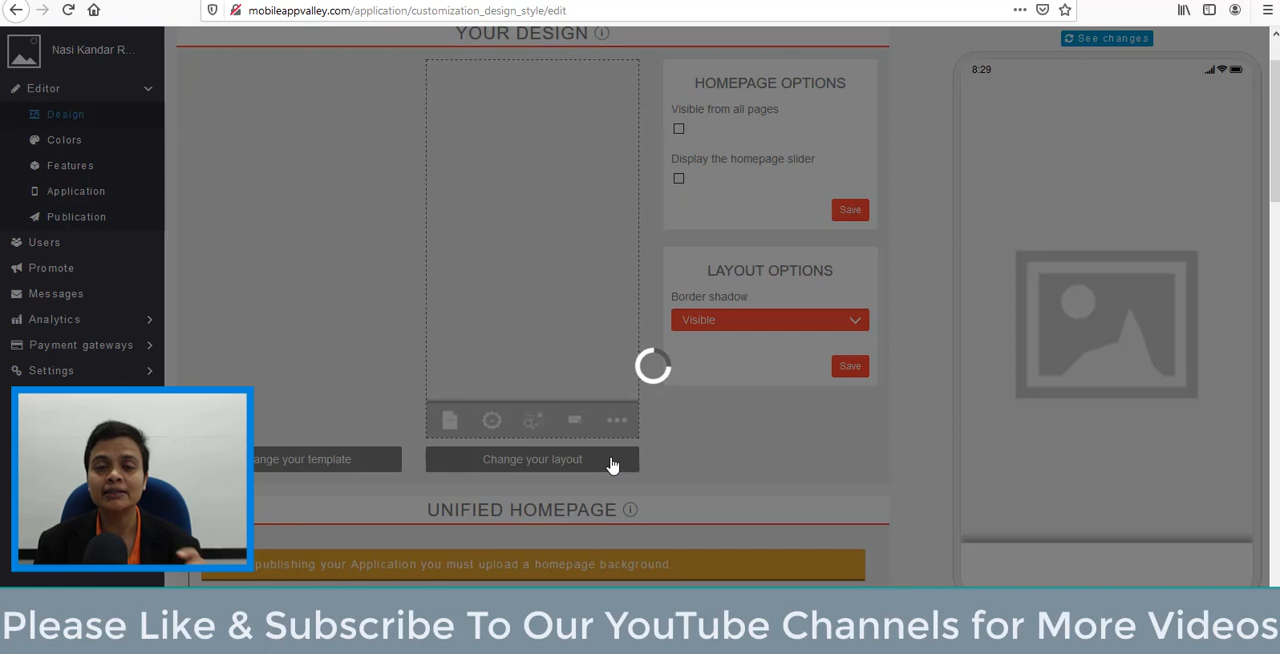 mobileappvalley.com/application/customization_design_style/edit
Nasi Kandar R...
Editor
Design
Colors
Features
Application
Publication
Users
Promote
Messages
Analytics
Payment gateways
Settings
YOUR DESIGN
HOMEPAGE OPTIONS
Visible from all pages
Display the homepage slider
Save
LAYOUT OPTIONS
Border shadow
Visible
Save
ange your template
Change your layout
UNIFIED HOMEPAGE
publishing your Application you must upload a homepage background.
See changes
8:29
Please Like & Subscribe To Our YouTube Channels for More Videos